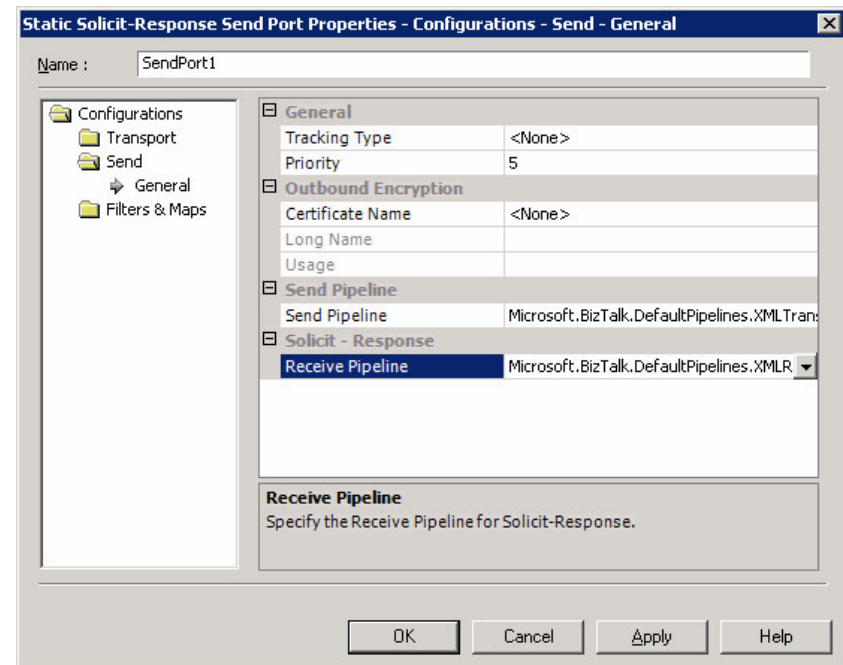 Static Solicit-Response Send Port Properties - Configurations - Send - General
Name : SendPort1
Configurations
Transport
Send
General
Filters & Maps
General
Tracking Type <None>
Priority 5
Outbound Encryption
Certificate Name <None>
Long Name
Usage
Send Pipeline
Send Pipeline Microsoft.BizTalk.DefaultPipelines.XMLTran
Solicit - Response
Receive Pipeline Microsoft.BizTalk.DefaultPipelines.XMLR
Receive Pipeline
Specify the Receive Pipeline for Solicit-Response.
OK Cancel Apply Help